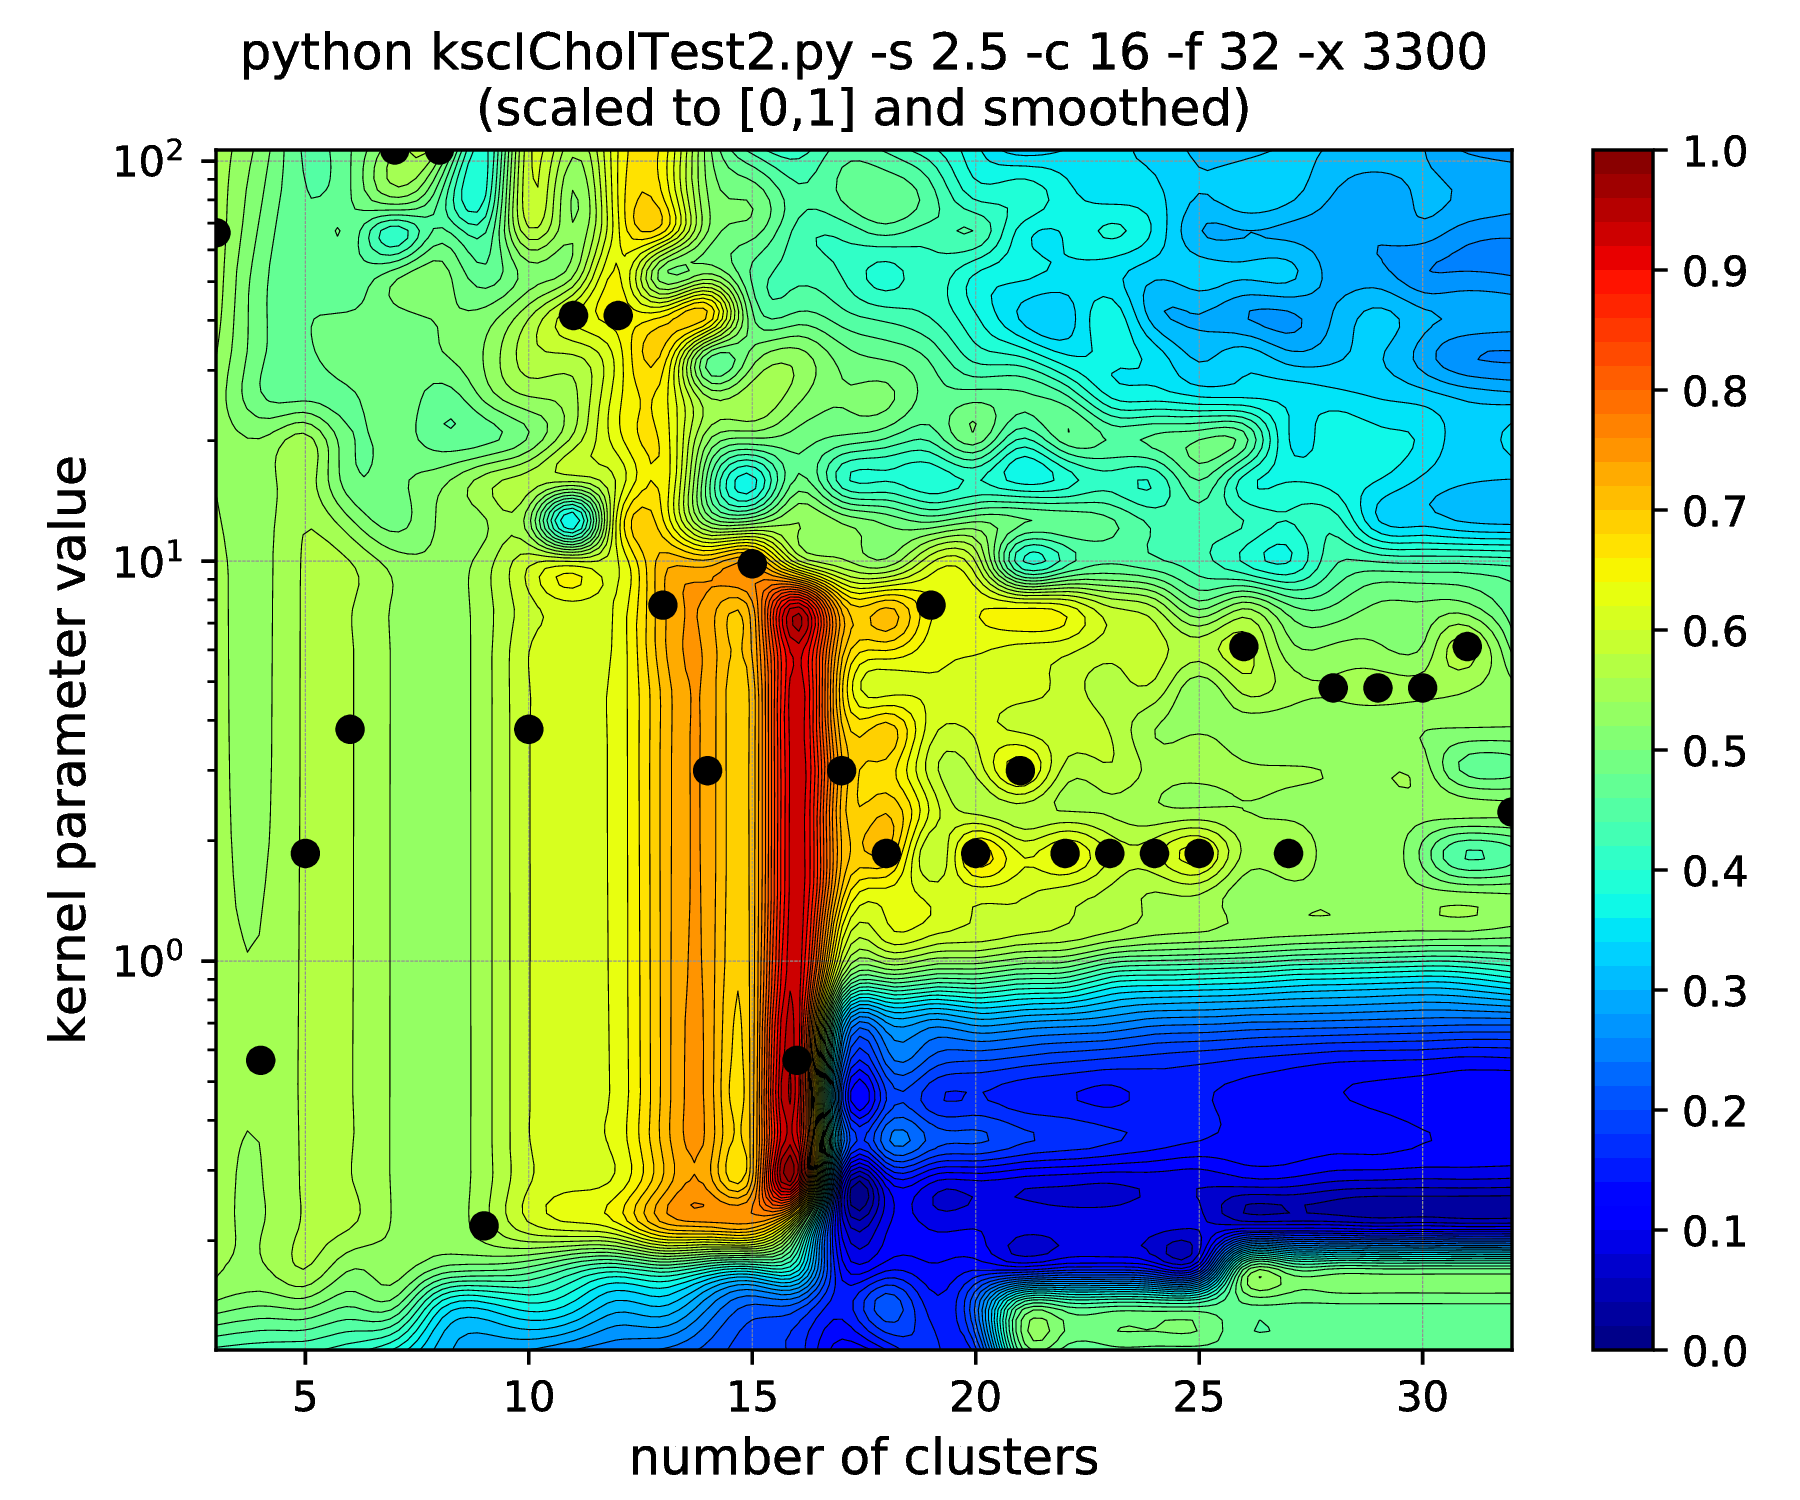 python kscICholTest2.py -s 2.5 -c 16 -f 32 -x 3300
(scaled to [0,1] and smoothed)
10²
10¹
10⁰
kernel parameter value
5 10 15 20 25 30
number of clusters
1.0
0.9
0.8
0.7
0.6
0.5
0.4
0.3
0.2
0.1
0.0